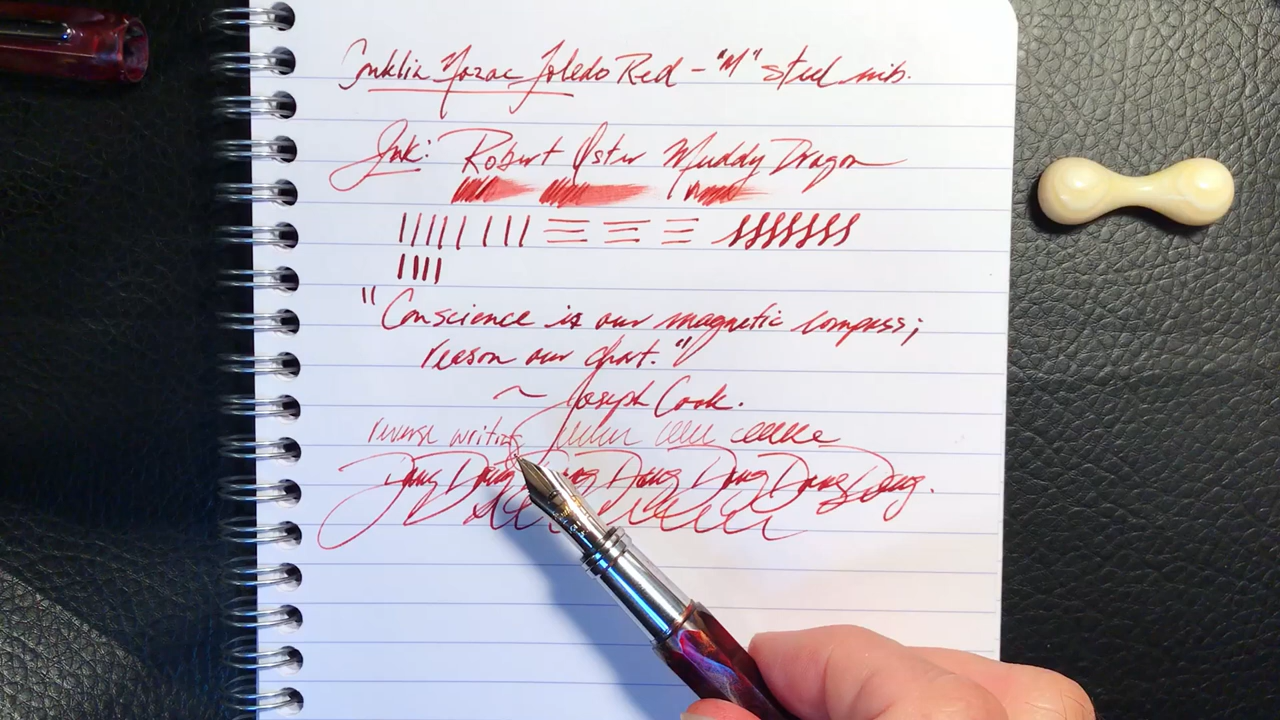 Conklin Nozac Toledo Red - "M" steel nib.
Ink: Robert Oster Muddy Dragon
"Conscience is our magnetic compass;
reason our chart."
~ Joseph Cook.
reverse writing
Doug Doug Doug Doug Doug Doug Doug.